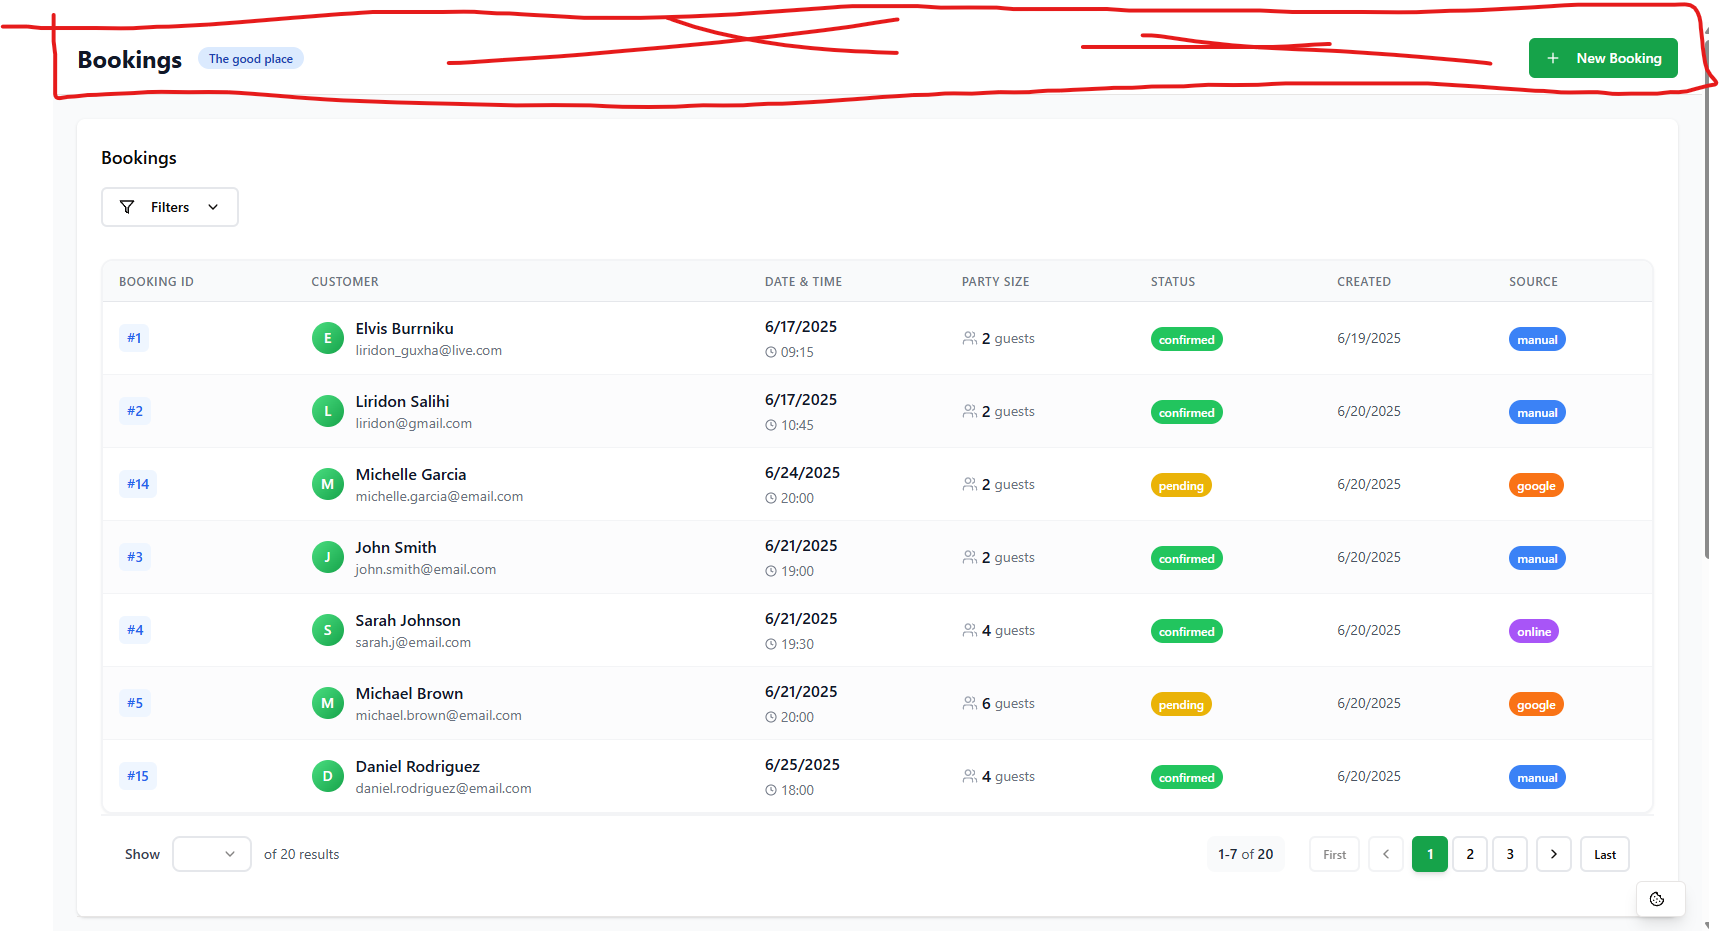 Bookings The good place + New Booking
Bookings
Filters
BOOKING ID CUSTOMER DATE & TIME PARTY SIZE STATUS CREATED SOURCE
#1 E Elvis Burrniku 6/17/2025 2 guests confirmed 6/19/2025 manual
liridon_guxha@live.com 09:15
#2 L Liridon Salihi 6/17/2025 2 guests confirmed 6/20/2025 manual
liridon@gmail.com 10:45
#14 M Michelle Garcia 6/24/2025 2 guests pending 6/20/2025 google
michelle.garcia@email.com 20:00
#3 J John Smith 6/21/2025 2 guests confirmed 6/20/2025 manual
john.smith@email.com 19:00
#4 S Sarah Johnson 6/21/2025 4 guests confirmed 6/20/2025 online
sarah.j@email.com 19:30
#5 M Michael Brown 6/21/2025 6 guests pending 6/20/2025 google
michael.brown@email.com 20:00
#15 D Daniel Rodriguez 6/25/2025 4 guests confirmed 6/20/2025 manual
daniel.rodriguez@email.com 18:00
Show of 20 results 1-7 of 20 First 1 2 3 Last